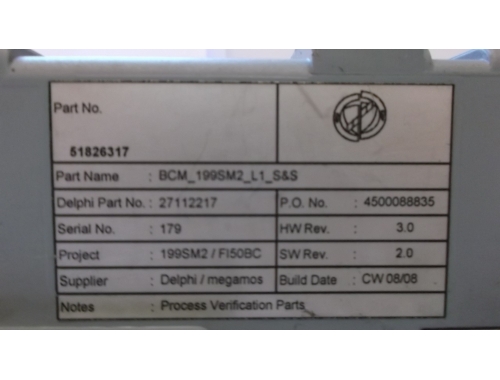 Part No.
51826317
Part Name : BCM_199SM2_L1_S&S
Delphi Part No. : 27112217 P.O. No. : 4500088835
Serial No. : 179 HW Rev. : 3.0
Project : 199SM2 / FI50BC SW Rev. : 2.0
Supplier : Delphi / megamos Build Date : CW 08/08
Notes : Process Verification Parts